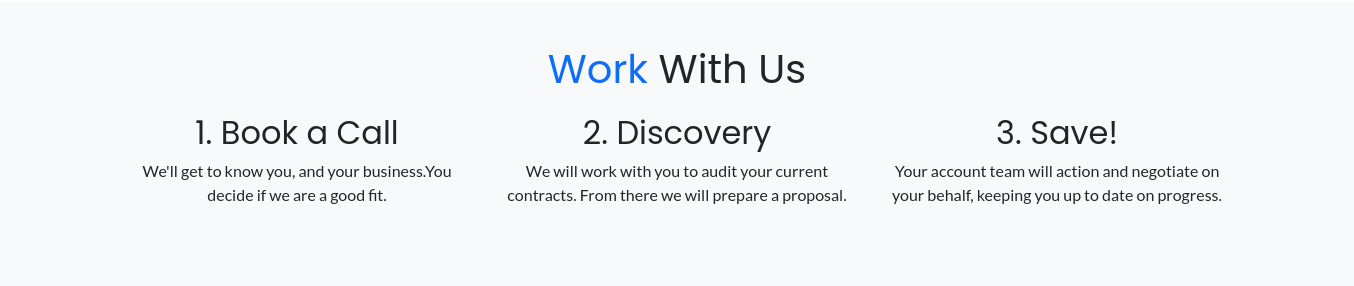 Work With Us
1. Book a Call
We'll get to know you, and your business.You
decide if we are a good fit.
2. Discovery
We will work with you to audit your current
contracts. From there we will prepare a proposal.
3. Save!
Your account team will action and negotiate on
your behalf, keeping you up to date on progress.